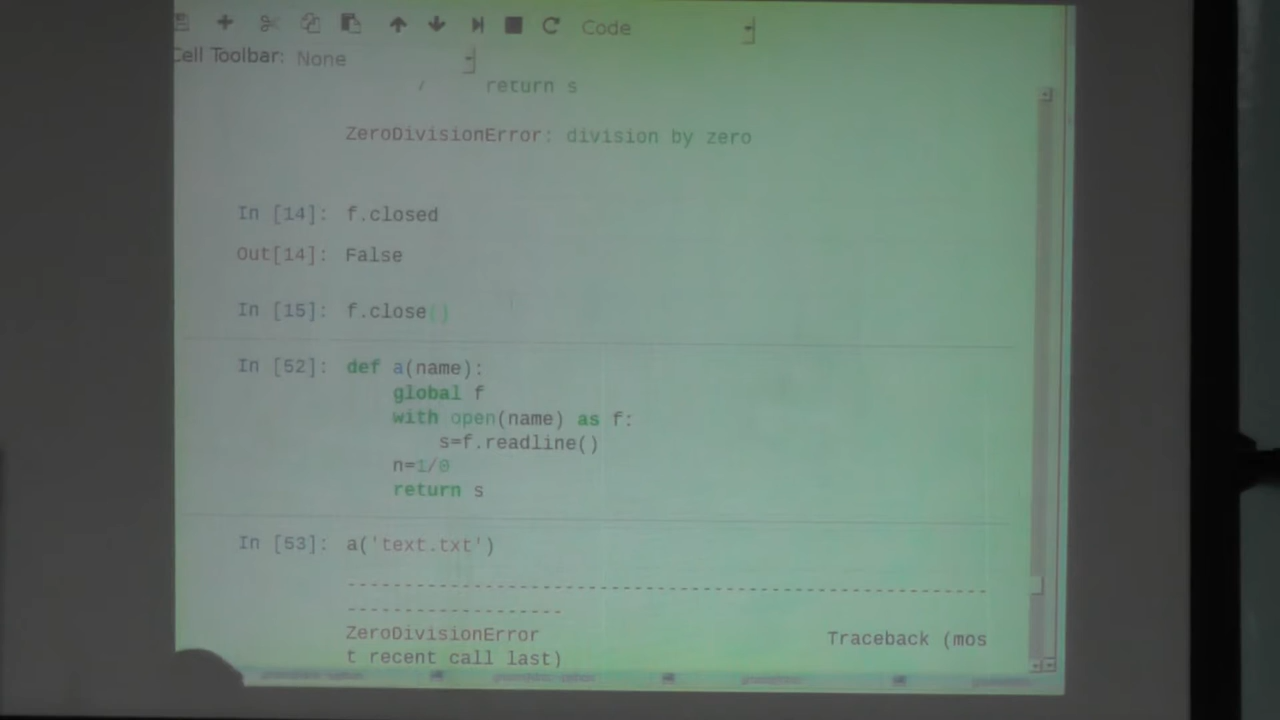 Code
Cell Toolbar: None
/ return s
ZeroDivisionError: division by zero
In [14]: f.closed
Out[14]: False
In [15]: f.close()
In [52]: def a(name):
global f
with open(name) as f:
s=f.readline()
n=1/0
return s
In [53]: a('text.txt')
--------------------------------------------------------
-------------------
ZeroDivisionError Traceback (mos
t recent call last)